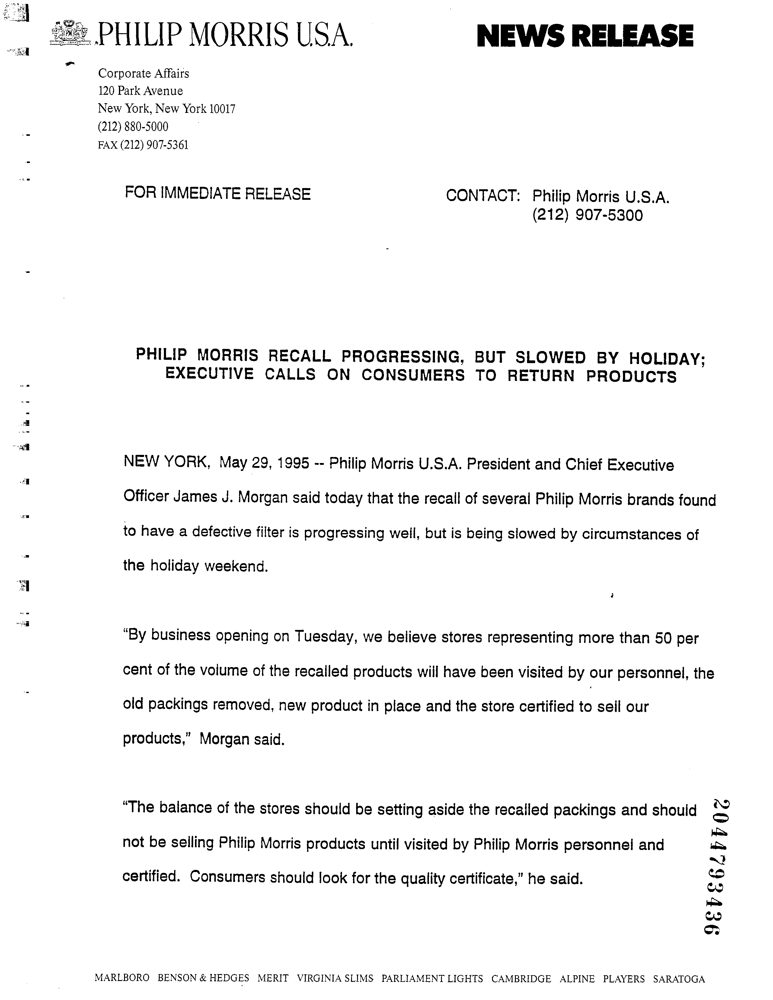 PHILIP MORRIS U.S.A.
NEWS RELEASE
Corporate Affairs
120 Park Avenue
New York, New York 10017
(212) 880-5000
FAX (212) 907-5361
FOR IMMEDIATE RELEASE
CONTACT: Philip Morris U.S.A.
(212) 907-5300
PHILIP MORRIS RECALL PROGRESSING, BUT SLOWED BY HOLIDAY;
EXECUTIVE CALLS ON CONSUMERS TO RETURN PRODUCTS
NEW YORK, May 29, 1995 -- Philip Morris U.S.A. President and Chief Executive
Officer James J. Morgan said today that the recall of several Philip Morris brands found
to have a defective filter is progressing well, but is being slowed by circumstances of
the holiday weekend.
“By business opening on Tuesday, we believe stores representing more than 50 per
cent of the volume of the recalled products will have been visited by our personnel, the
old packings removed, new product in place and the store certified to sell our
products,” Morgan said.
“The balance of the stores should be setting aside the recalled packings and should
not be selling Philip Morris products until visited by Philip Morris personnel and
certified. Consumers should look for the quality certificate,” he said.
2044793436
MARLBORO BENSON & HEDGES MERIT VIRGINIA SLIMS PARLIAMENT LIGHTS CAMBRIDGE ALPINE PLAYERS SARATOGA